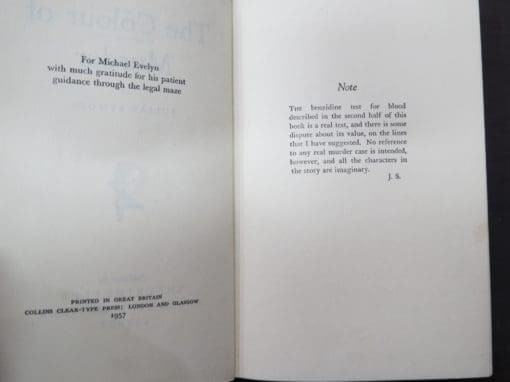 For Michael Evelyn
with much gratitude for his patient
guidance through the legal maze
PRINTED IN GREAT BRITAIN
COLLINS CLEAR-TYPE PRESS: LONDON AND GLASGOW
1957
Note
THE benzidine test for blood
described in the second half of this
book is a real test, and there is some
dispute about its value, on the lines
that I have suggested. No reference
to any real murder case is intended,
however, and all the characters in
the story are imaginary.
J. S.